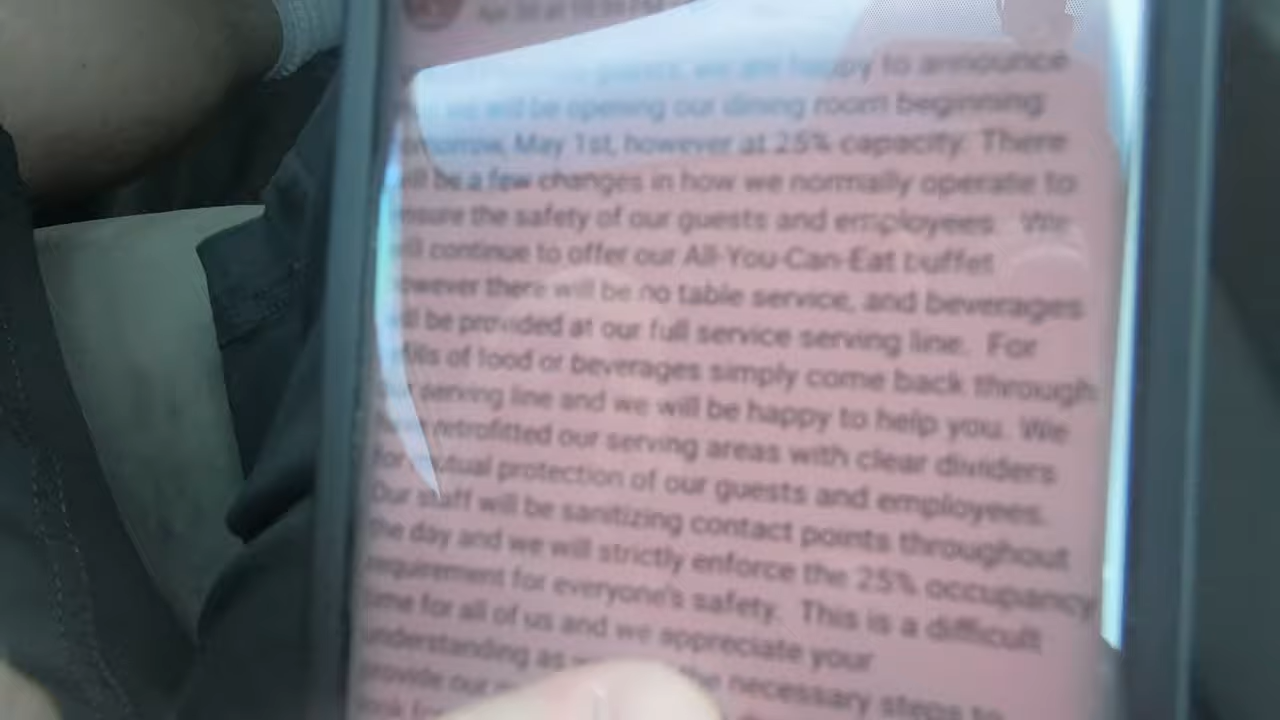 guests, we are happy to announce
we will be opening our dining room beginning
tomorrow, May 1st, however at 25% capacity. There
will be a few changes in how we normally operate to
ensure the safety of our guests and employees. We
will continue to offer our All-You-Can-Eat buffet
however there will be no table service, and beverages
will be provided at our full service serving line. For
refills of food or beverages simply come back through
our serving line and we will be happy to help you. We
have retrofitted our serving areas with clear dividers
for mutual protection of our guests and employees.
Our staff will be sanitizing contact points throughout
the day and we will strictly enforce the 25% occupancy
requirement for everyone's safety. This is a difficult
time for all of us and we appreciate your
understanding as necessary steps to
provide our